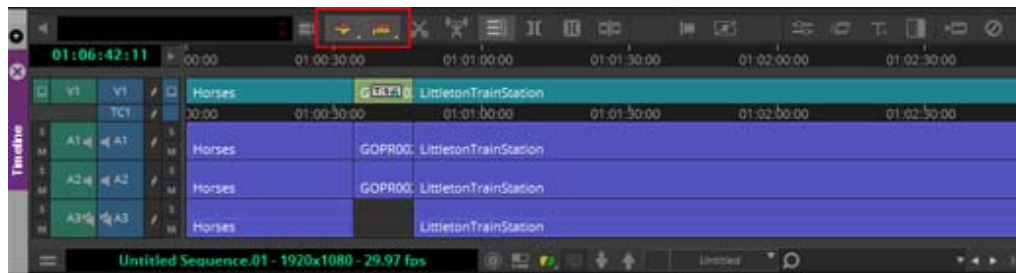 01:06:42:11
00:00 01:00:30:00 01:01:00:00 01:01:30:00 01:02:00:00 01:02:30:00
V1 V1 Horses LittletonTrainStation
TC1 00:00 01:00:30:00 01:01:00:00 01:01:30:00 01:02:00:00 01:02:30:00
Timeline
S M A1 A1 S M Horses GOPR00 LittletonTrainStation
S M A2 A2 S M Horses GOPR00 LittletonTrainStation
S M A3 A3 S M Horses LittletonTrainStation
Untitled Sequence.01 - 1920x1080 - 29.97 fps Untitled